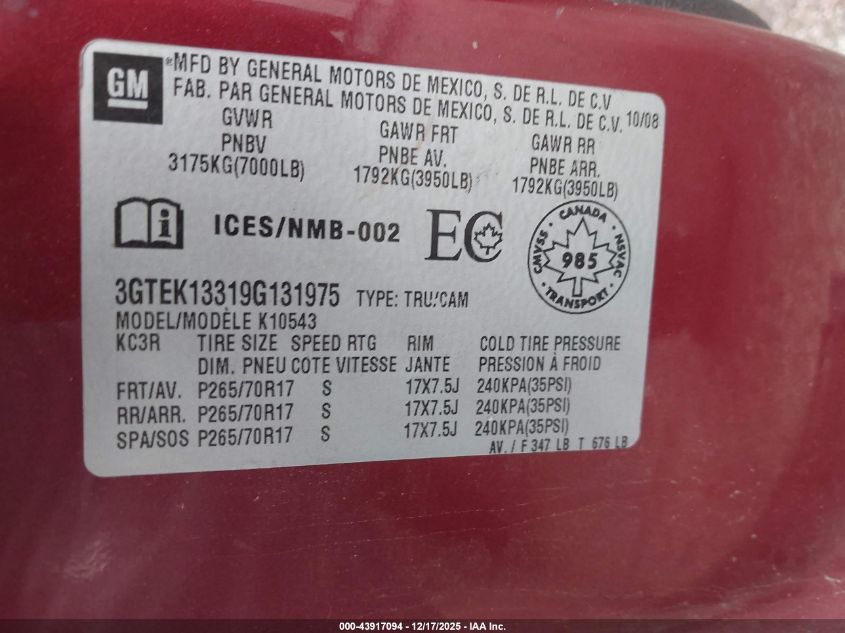 GM
*MFD BY GENERAL MOTORS DE MEXICO, S. DE R.L. DE C.V
FAB. PAR GENERAL MOTORS DE MEXICO, S. DE R.L. DE C.V. 10/08
GVWR GAWR FRT GAWR RR
PNBV PNBE AV. PNBE ARR.
3175KG(7000LB) 1792KG(3950LB) 1792KG(3950LB)
i ICES/NMB-002 EC
CANADA
CMVSS 985 NSVAC
TRANSPORT
3GTEK13319G131975 TYPE: TRU/CAM
MODEL/MODÈLE K10543
KC3R TIRE SIZE SPEED RTG RIM COLD TIRE PRESSURE
DIM. PNEU COTE VITESSE JANTE PRESSION À FROID
FRT/AV. P265/70R17 S 17X7.5J 240KPA(35PSI)
RR/ARR. P265/70R17 S 17X7.5J 240KPA(35PSI)
SPA/SOS P265/70R17 S 17X7.5J 240KPA(35PSI)
AV. / F 347 LB T 676 LB
000-43917094 - 12/17/2025 - IAA Inc.